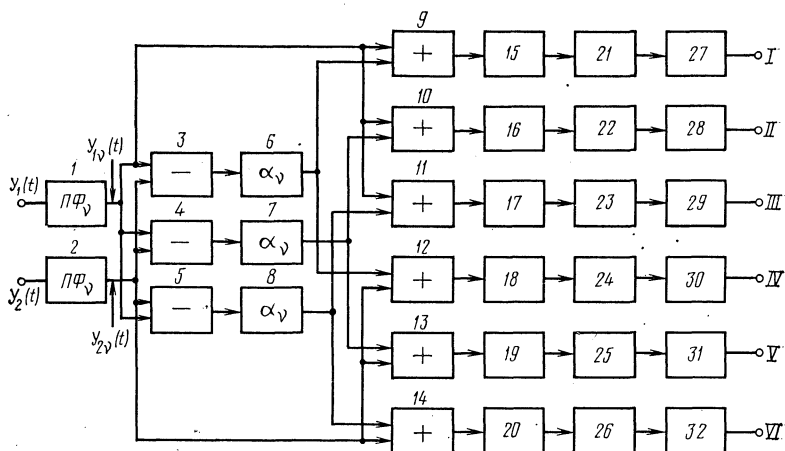 9
+ 15 21 27 I
10
+ 16 22 28 II
11
+ 17 23 29 III
12
+ 18 24 30 IV
13
+ 19 25 31 V
14
+ 20 26 32 VI
3
−
6
αν
4
−
7
αν
5
−
8
αν
y₁(t)
1
ПФν
y₁ν(t)
y₂(t)
2
ПФν
y₂ν(t)